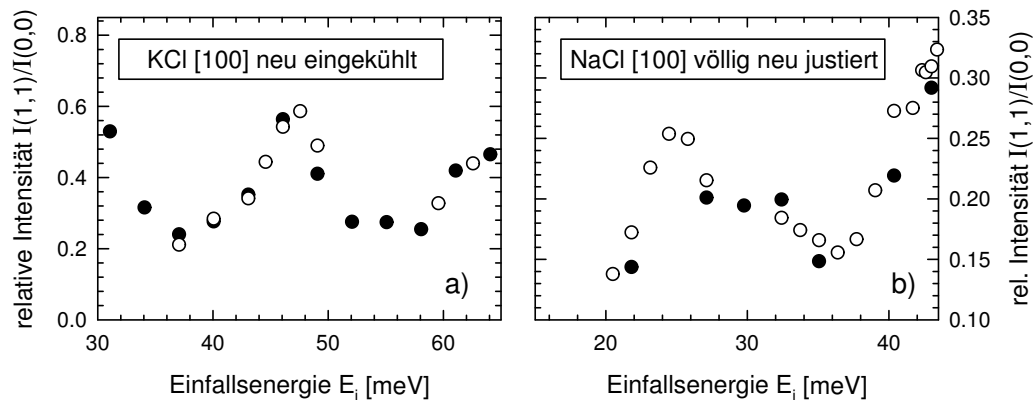 relative Intensität I(1,1)/I(0,0)
0.8
0.6
0.4
0.2
0.0
KCl [100] neu eingekühlt
a)
30 40 50 60
Einfallsenergie Ei [meV]
NaCl [100] völlig neu justiert
b)
20 30 40
Einfallsenergie Ei [meV]
0.35
0.30
0.25
0.20
0.15
0.10
rel. Intensität I(1,1)/I(0,0)